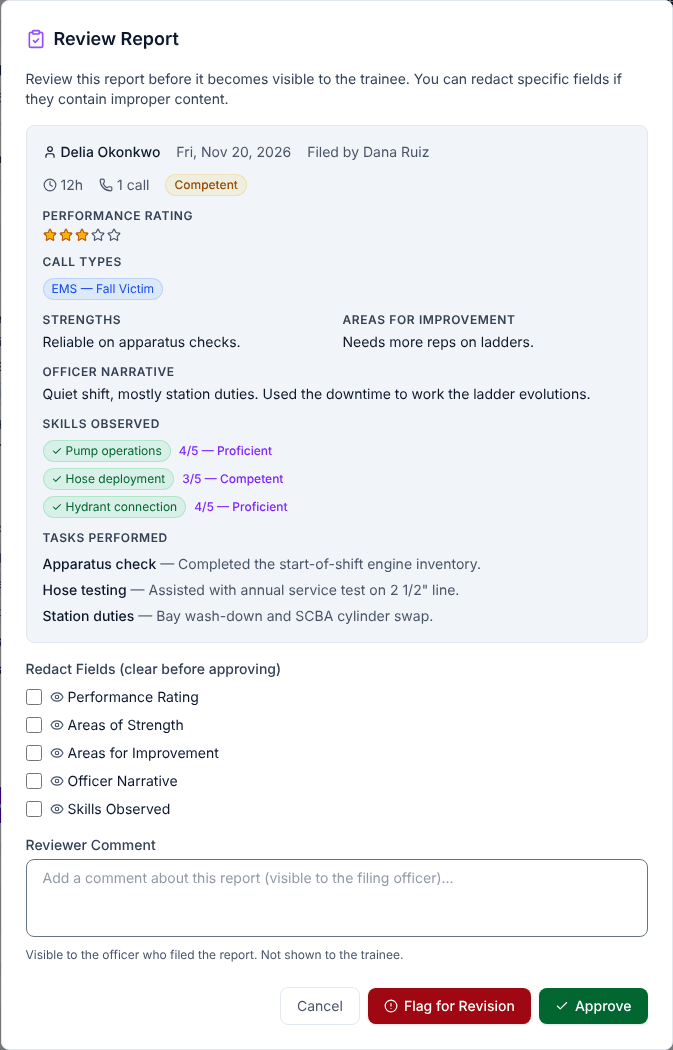 Review Report
Review this report before it becomes visible to the trainee. You can redact specific fields if
they contain improper content.
Delia Okonkwo Fri, Nov 20, 2026 Filed by Dana Ruiz
12h 1 call Competent
PERFORMANCE RATING
CALL TYPES
EMS — Fall Victim
STRENGTHS
Reliable on apparatus checks.
AREAS FOR IMPROVEMENT
Needs more reps on ladders.
OFFICER NARRATIVE
Quiet shift, mostly station duties. Used the downtime to work the ladder evolutions.
SKILLS OBSERVED
✓ Pump operations 4/5 — Proficient
✓ Hose deployment 3/5 — Competent
✓ Hydrant connection 4/5 — Proficient
TASKS PERFORMED
Apparatus check — Completed the start-of-shift engine inventory.
Hose testing — Assisted with annual service test on 2 1/2" line.
Station duties — Bay wash-down and SCBA cylinder swap.
Redact Fields (clear before approving)
Performance Rating
Areas of Strength
Areas for Improvement
Officer Narrative
Skills Observed
Reviewer Comment
Add a comment about this report (visible to the filing officer)...
Visible to the officer who filed the report. Not shown to the trainee.
Cancel Flag for Revision Approve